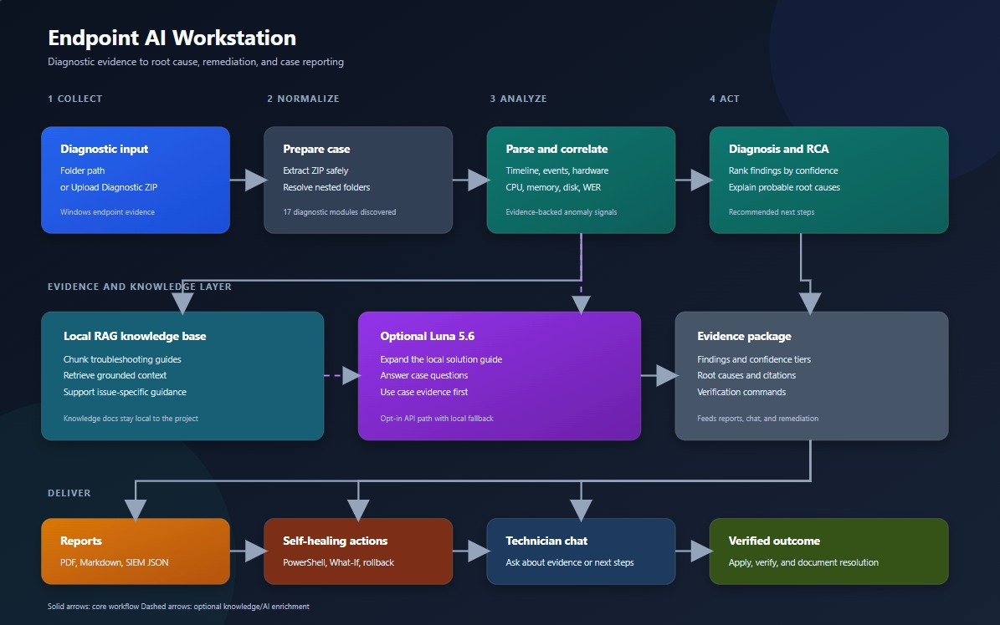 Endpoint AI Workstation
Diagnostic evidence to root cause, remediation, and case reporting
1 COLLECT
2 NORMALIZE
3 ANALYZE
4 ACT
Diagnostic input
Folder path
or Upload Diagnostic ZIP
Windows endpoint evidence
Prepare case
Extract ZIP safely
Resolve nested folders
17 diagnostic modules discovered
Parse and correlate
Timeline, events, hardware
CPU, memory, disk, WER
Evidence-backed anomaly signals
Diagnosis and RCA
Rank findings by confidence
Explain probable root causes
Recommended next steps
EVIDENCE AND KNOWLEDGE LAYER
Local RAG knowledge base
Chunk troubleshooting guides
Retrieve grounded context
Support issue-specific guidance
Knowledge docs stay local to the project
Optional Luna 5.6
Expand the local solution guide
Answer case questions
Use case evidence first
Opt-in API path with local fallback
Evidence package
Findings and confidence tiers
Root causes and citations
Verification commands
Feeds reports, chat, and remediation
DELIVER
Reports
PDF, Markdown, SIEM JSON
Self-healing actions
PowerShell, What-If, rollback
Technician chat
Ask about evidence or next steps
Verified outcome
Apply, verify, and document resolution
Solid arrows: core workflow Dashed arrows: optional knowledge/AI enrichment